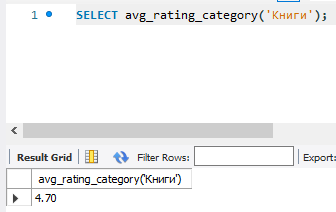 1
SELECT avg_rating_category('Книги');
Result Grid
Filter Rows:
Export:
avg_rating_category('Книги')
4.70